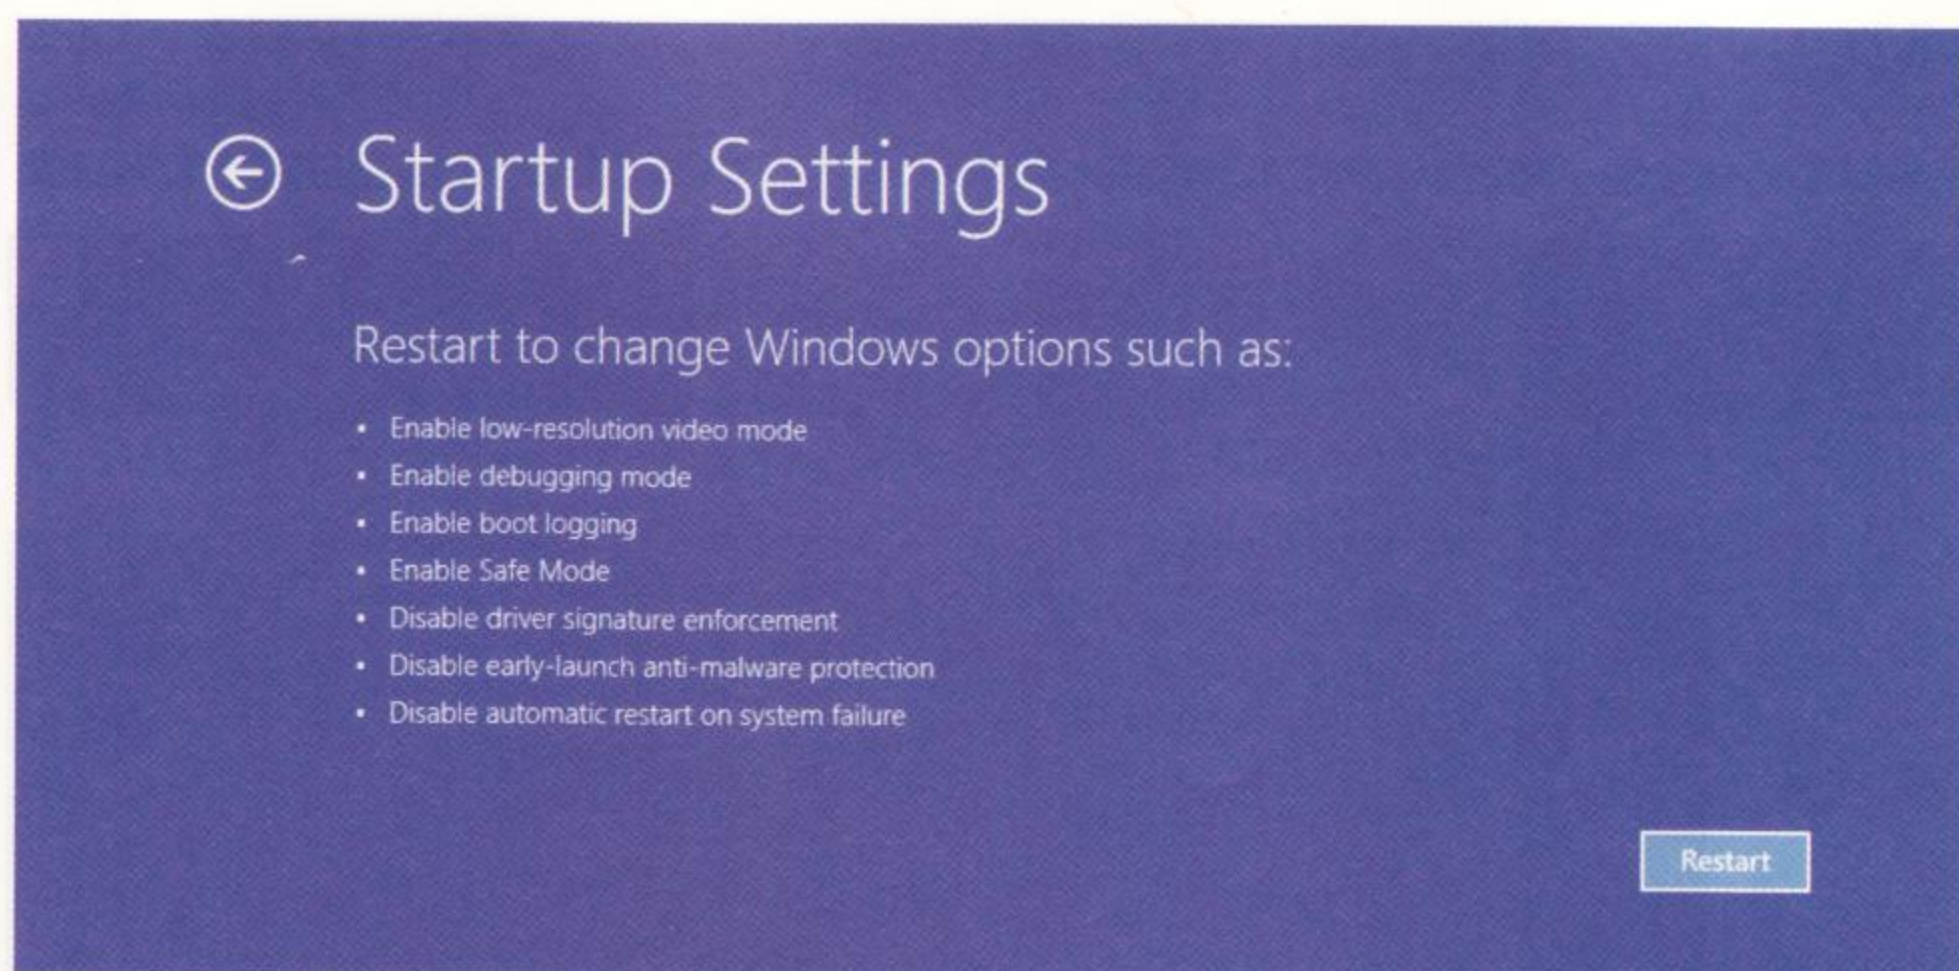 Startup Settings
Restart to change Windows options such as:
• Enable low-resolution video mode
• Enable debugging mode
• Enable boot logging
• Enable Safe Mode
• Disable driver signature enforcement
• Disable early-launch anti-malware protection
• Disable automatic restart on system failure
Restart